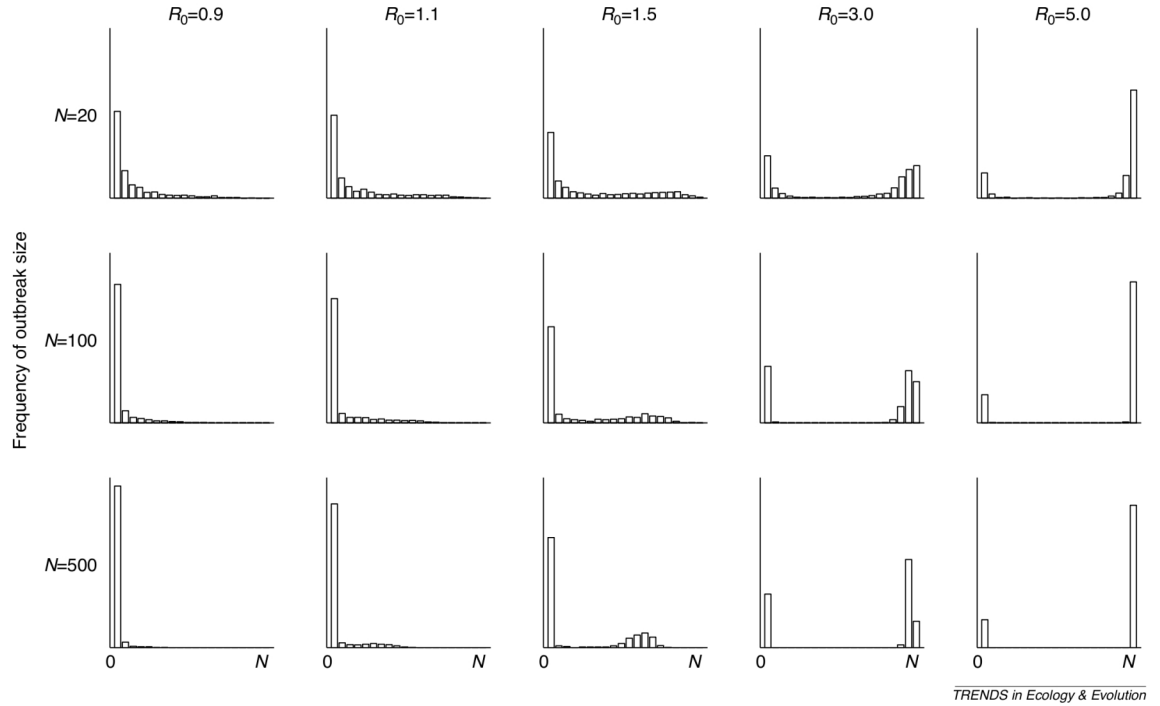 R0=0.9 R0=1.1 R0=1.5 R0=3.0 R0=5.0
N=20
Frequency of outbreak size
N=100
N=500
0 N 0 N 0 N 0 N 0 N
TRENDS in Ecology & Evolution